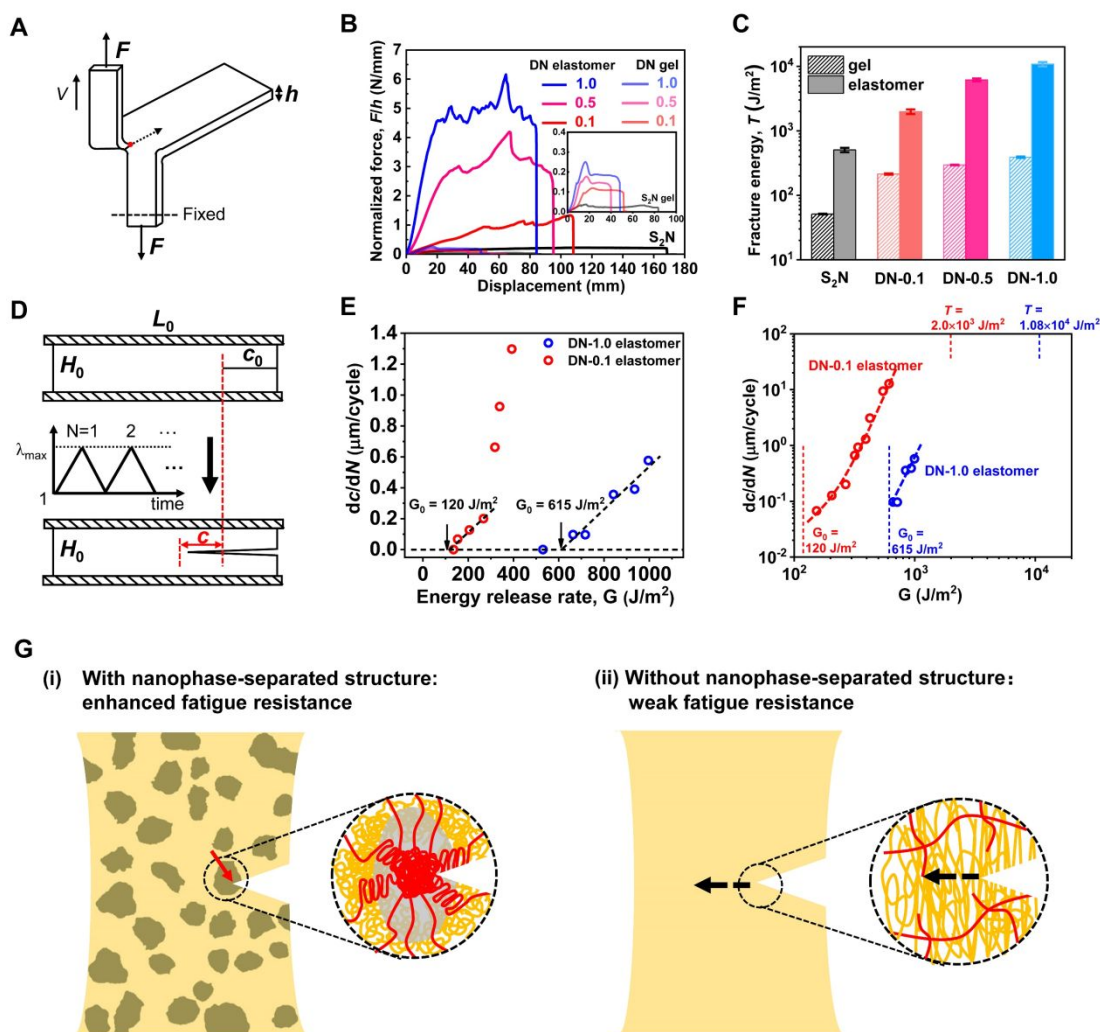 A
F
V
h
Fixed
F
B
Normalized force, F/h (N/mm)
7
6
5
4
3
2
1
0
DN elastomer DN gel
1.0 1.0
0.5 0.5
0.1 0.1
0.4
0.3
0.2
0.1
0.0
S₂N gel
0 20 40 60 80 100
S₂N
0 20 40 60 80 100 120 140 160 180
Displacement (mm)
C
Fracture energy, T (J/m²)
10⁴
10³
10²
10¹
gel
elastomer
S₂N DN-0.1 DN-0.5 DN-1.0
D
L₀
H₀
c₀
N=1 2 ...
λmax
...
1
time
c
H₀
E
dc/dN (μm/cycle)
1.4
1.2
1.0
0.8
0.6
0.4
0.2
0.0
DN-1.0 elastomer
DN-0.1 elastomer
G₀ = 120 J/m²
G₀ = 615 J/m²
0 200 400 600 800 1000
Energy release rate, G (J/m²)
F
T =
2.0×10³ J/m²
T =
1.08×10⁴ J/m²
dc/dN (μm/cycle)
10²
10¹
10⁰
10⁻¹
10⁻²
DN-0.1 elastomer
DN-1.0 elastomer
G₀ =
120 J/m²
G₀ =
615 J/m²
10² 10³ 10⁴
G (J/m²)
G
(i) With nanophase-separated structure:
enhanced fatigue resistance
(ii) Without nanophase-separated structure：
weak fatigue resistance